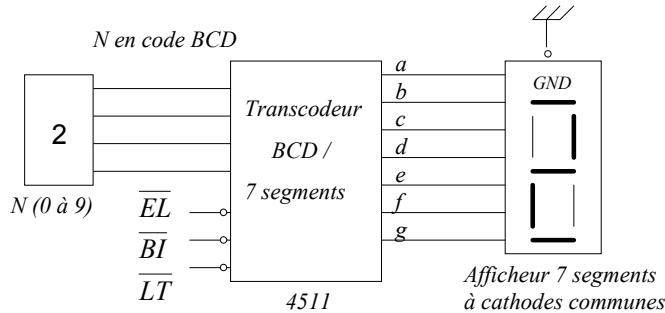 N en code BCD
2
N (0 à 9)
Transcodeur
BCD /
7 segments
EL
BI
LT
4511
a
b
c
d
e
f
g
GND
Afficheur 7 segments
à cathodes communes